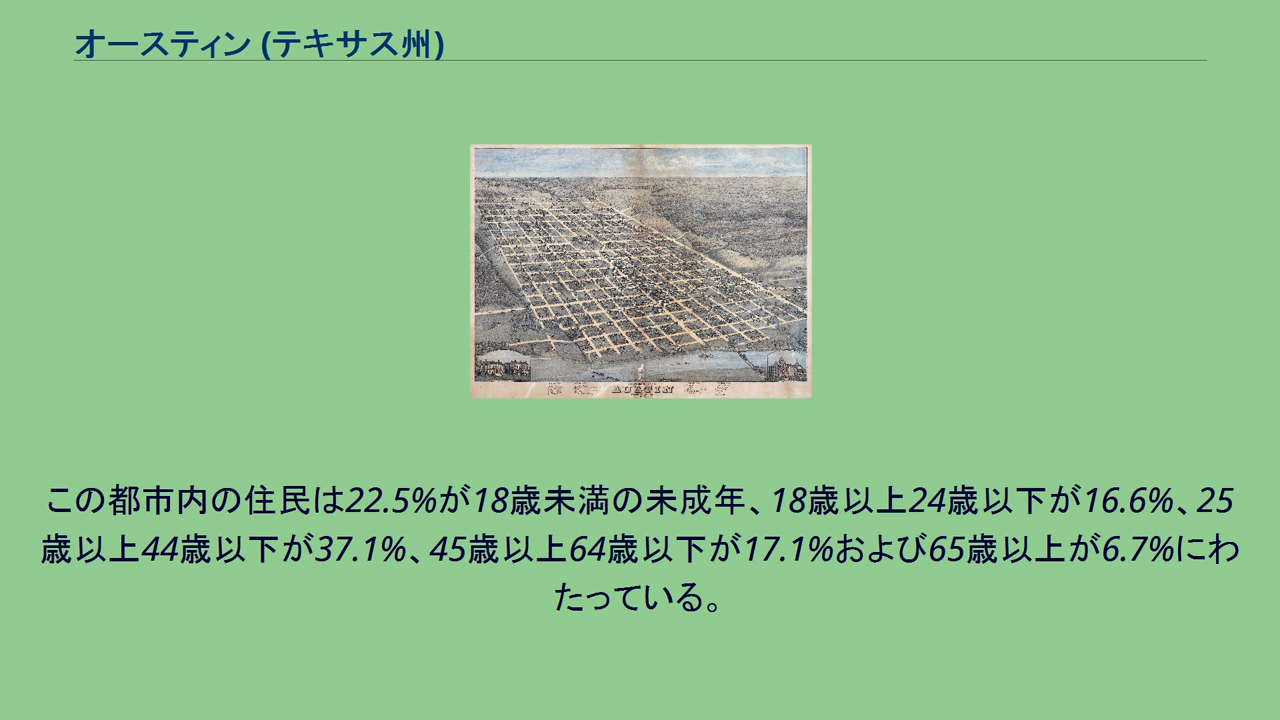 オースティン (テキサス州)
AUSTIN
この都市内の住民は22.5%が18歳未満の未成年、18歳以上24歳以下が16.6%、25
歳以上44歳以下が37.1%、45歳以上64歳以下が17.1%および65歳以上が6.7%にわ
たっている。